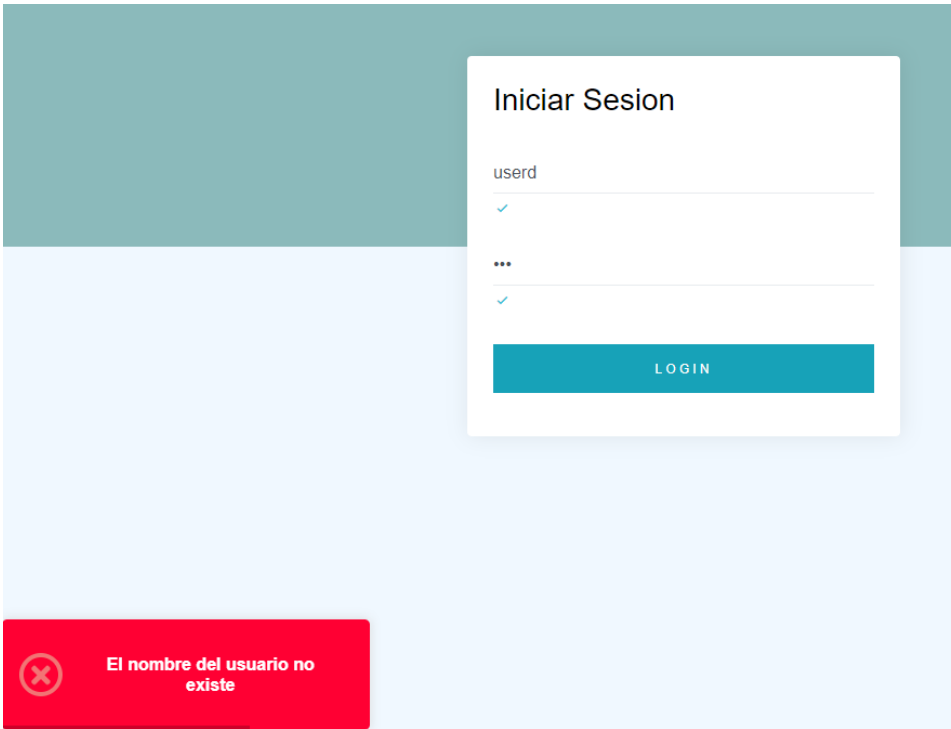 Iniciar Sesion
userd
•••
LOGIN
El nombre del usuario no
existe